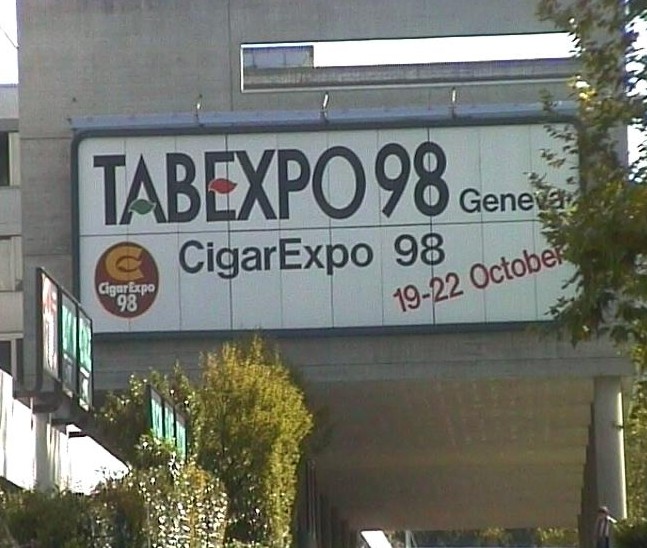 TABEXPO 98 Geneva
CigarExpo 98
19-22 October
CigarExpo
98